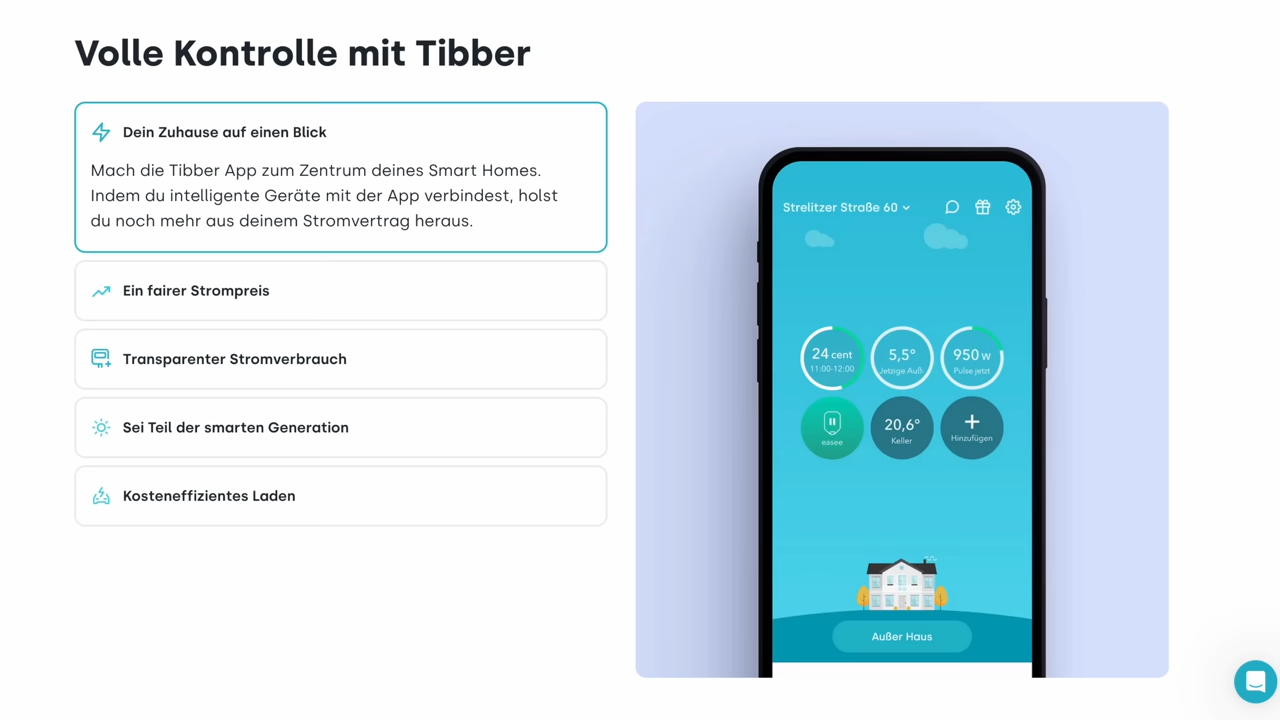 Volle Kontrolle mit Tibber
Dein Zuhause auf einen Blick
Mach die Tibber App zum Zentrum deines Smart Homes.
Indem du intelligente Geräte mit der App verbindest, holst
du noch mehr aus deinem Stromvertrag heraus.
Ein fairer Strompreis
Transparenter Stromverbrauch
Sei Teil der smarten Generation
Kosteneffizientes Laden
Strelitzer Straße 60
24 cent
11:00-12:00
5,5°
Jetzige Auß
950 W
Pulse jetzt
easee
20,6°
Keller
Hinzufügen
Außer Haus